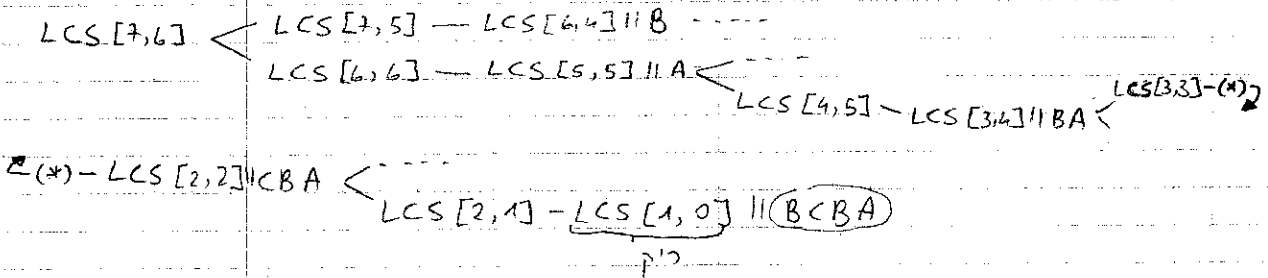 LCS[7,6] < LCS[7,5] — LCS[6,4] || B -----
LCS[6,6] — LCS[5,5] || A < ----
LCS[4,5] — LCS[3,4] || BA < LCS[3,3] - (*)
(*) - LCS[2,2] || CBA < ----
LCS[2,1] - LCS[1,0] || BCBA
ריק